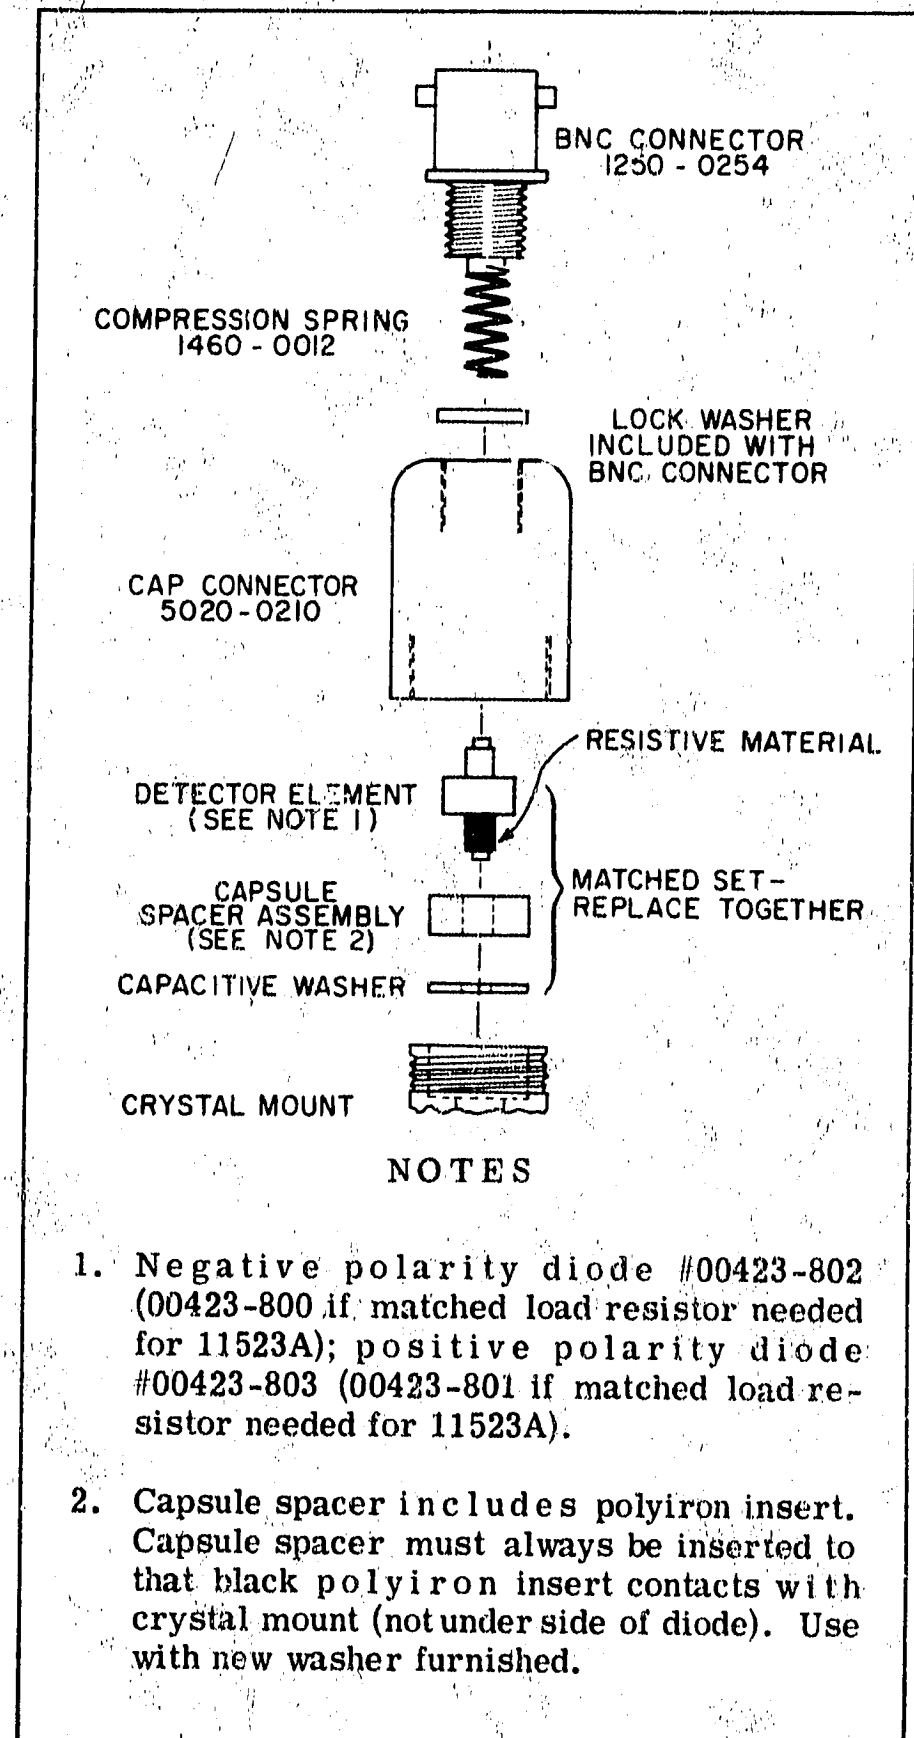 BNC CONNECTOR
1250 - 0254
COMPRESSION SPRING
1460 - 0012
LOCK WASHER
INCLUDED WITH
BNC CONNECTOR
CAP CONNECTOR
5020 - 0210
RESISTIVE MATERIAL
DETECTOR ELEMENT
(SEE NOTE 1)
CAPSULE
SPACER ASSEMBLY
(SEE NOTE 2)
MATCHED SET-
REPLACE TOGETHER
CAPACITIVE WASHER
CRYSTAL MOUNT
NOTES
1. Negative polarity diode #00423-802
(00423-800 if matched load resistor needed
for 11523A); positive polarity diode
#00423-803 (00423-801 if matched load re-
sistor needed for 11523A).
2. Capsule spacer includes polyiron insert.
Capsule spacer must always be inserted to
that black polyiron insert contacts with
crystal mount (not under side of diode). Use
with new washer furnished.